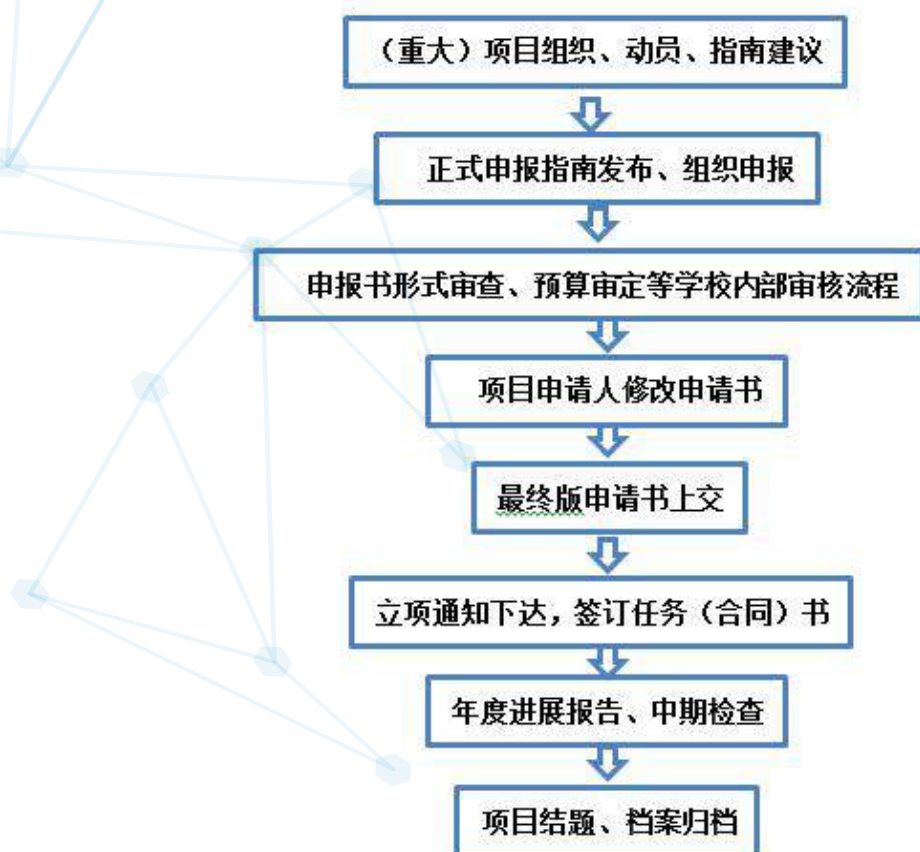 （重大）项目组织、动员、指南建议
正式申报指南发布、组织申报
申报书形式审查、预算审定等学校内部审核流程
项目申请人修改申请书
最终版申请书上交
立项通知下达，签订任务（合同）书
年度进展报告、中期检查
项目结题、档案归档